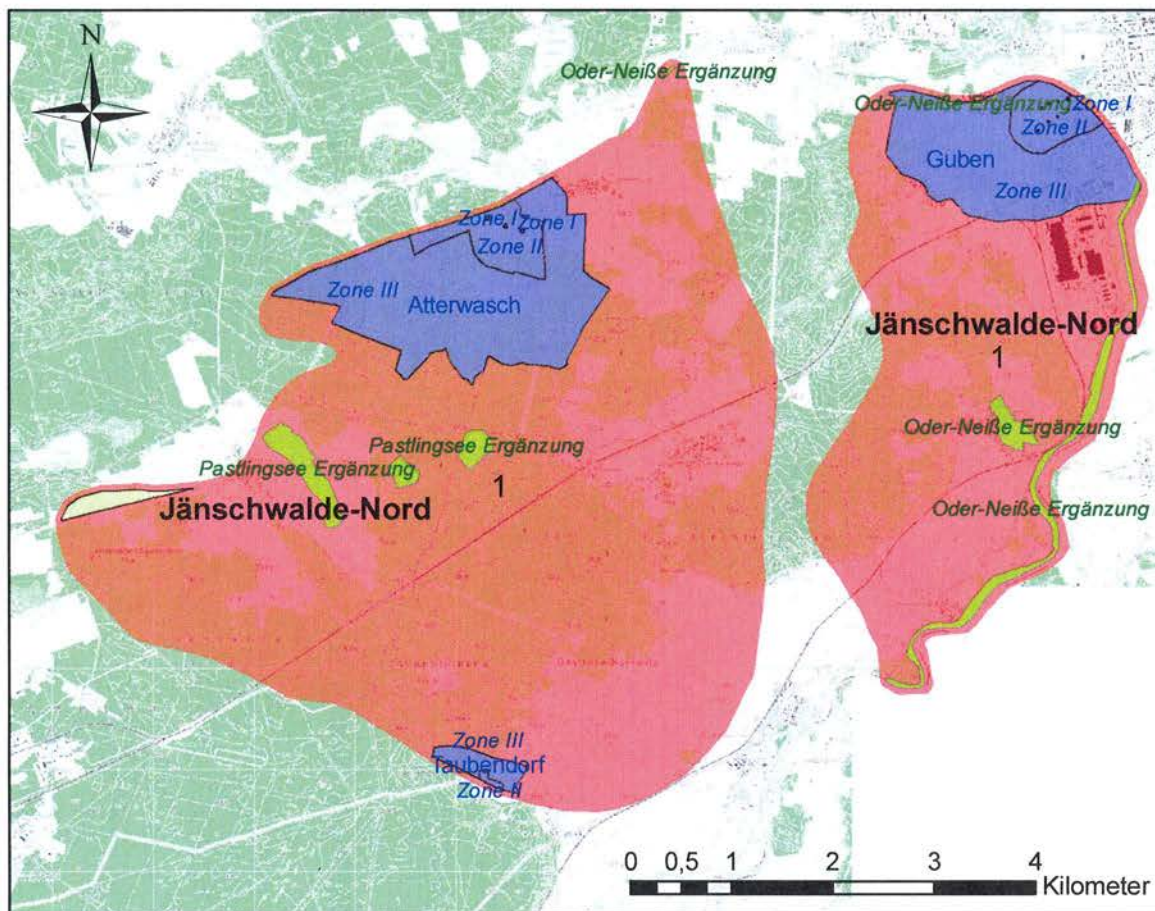 N
Oder-Neiße Ergänzung
Oder-Neiße Ergänzung
Zone I
Zone II
Guben
Zone III
Zone I
Zone I
Zone II
Zone III
Atterwasch
Jänschwalde-Nord
1
Pastlingsee Ergänzung
Oder-Neiße Ergänzung
Pastlingsee Ergänzung
1
Jänschwalde-Nord
Oder-Neiße Ergänzung
Zone III
Taubendorf
Zone II
0 0,5 1 2 3 4
Kilometer